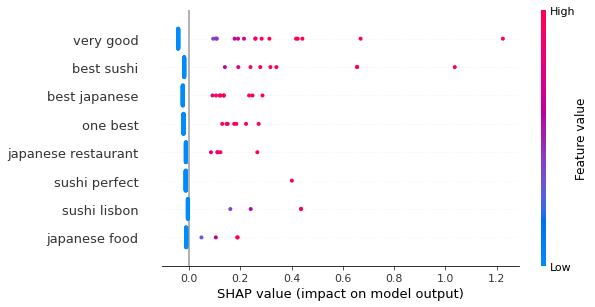 very good
best sushi
best japanese
one best
japanese restaurant
sushi perfect
sushi lisbon
japanese food
0.0 0.2 0.4 0.6 0.8 1.0 1.2
SHAP value (impact on model output)
High
Low
Feature value